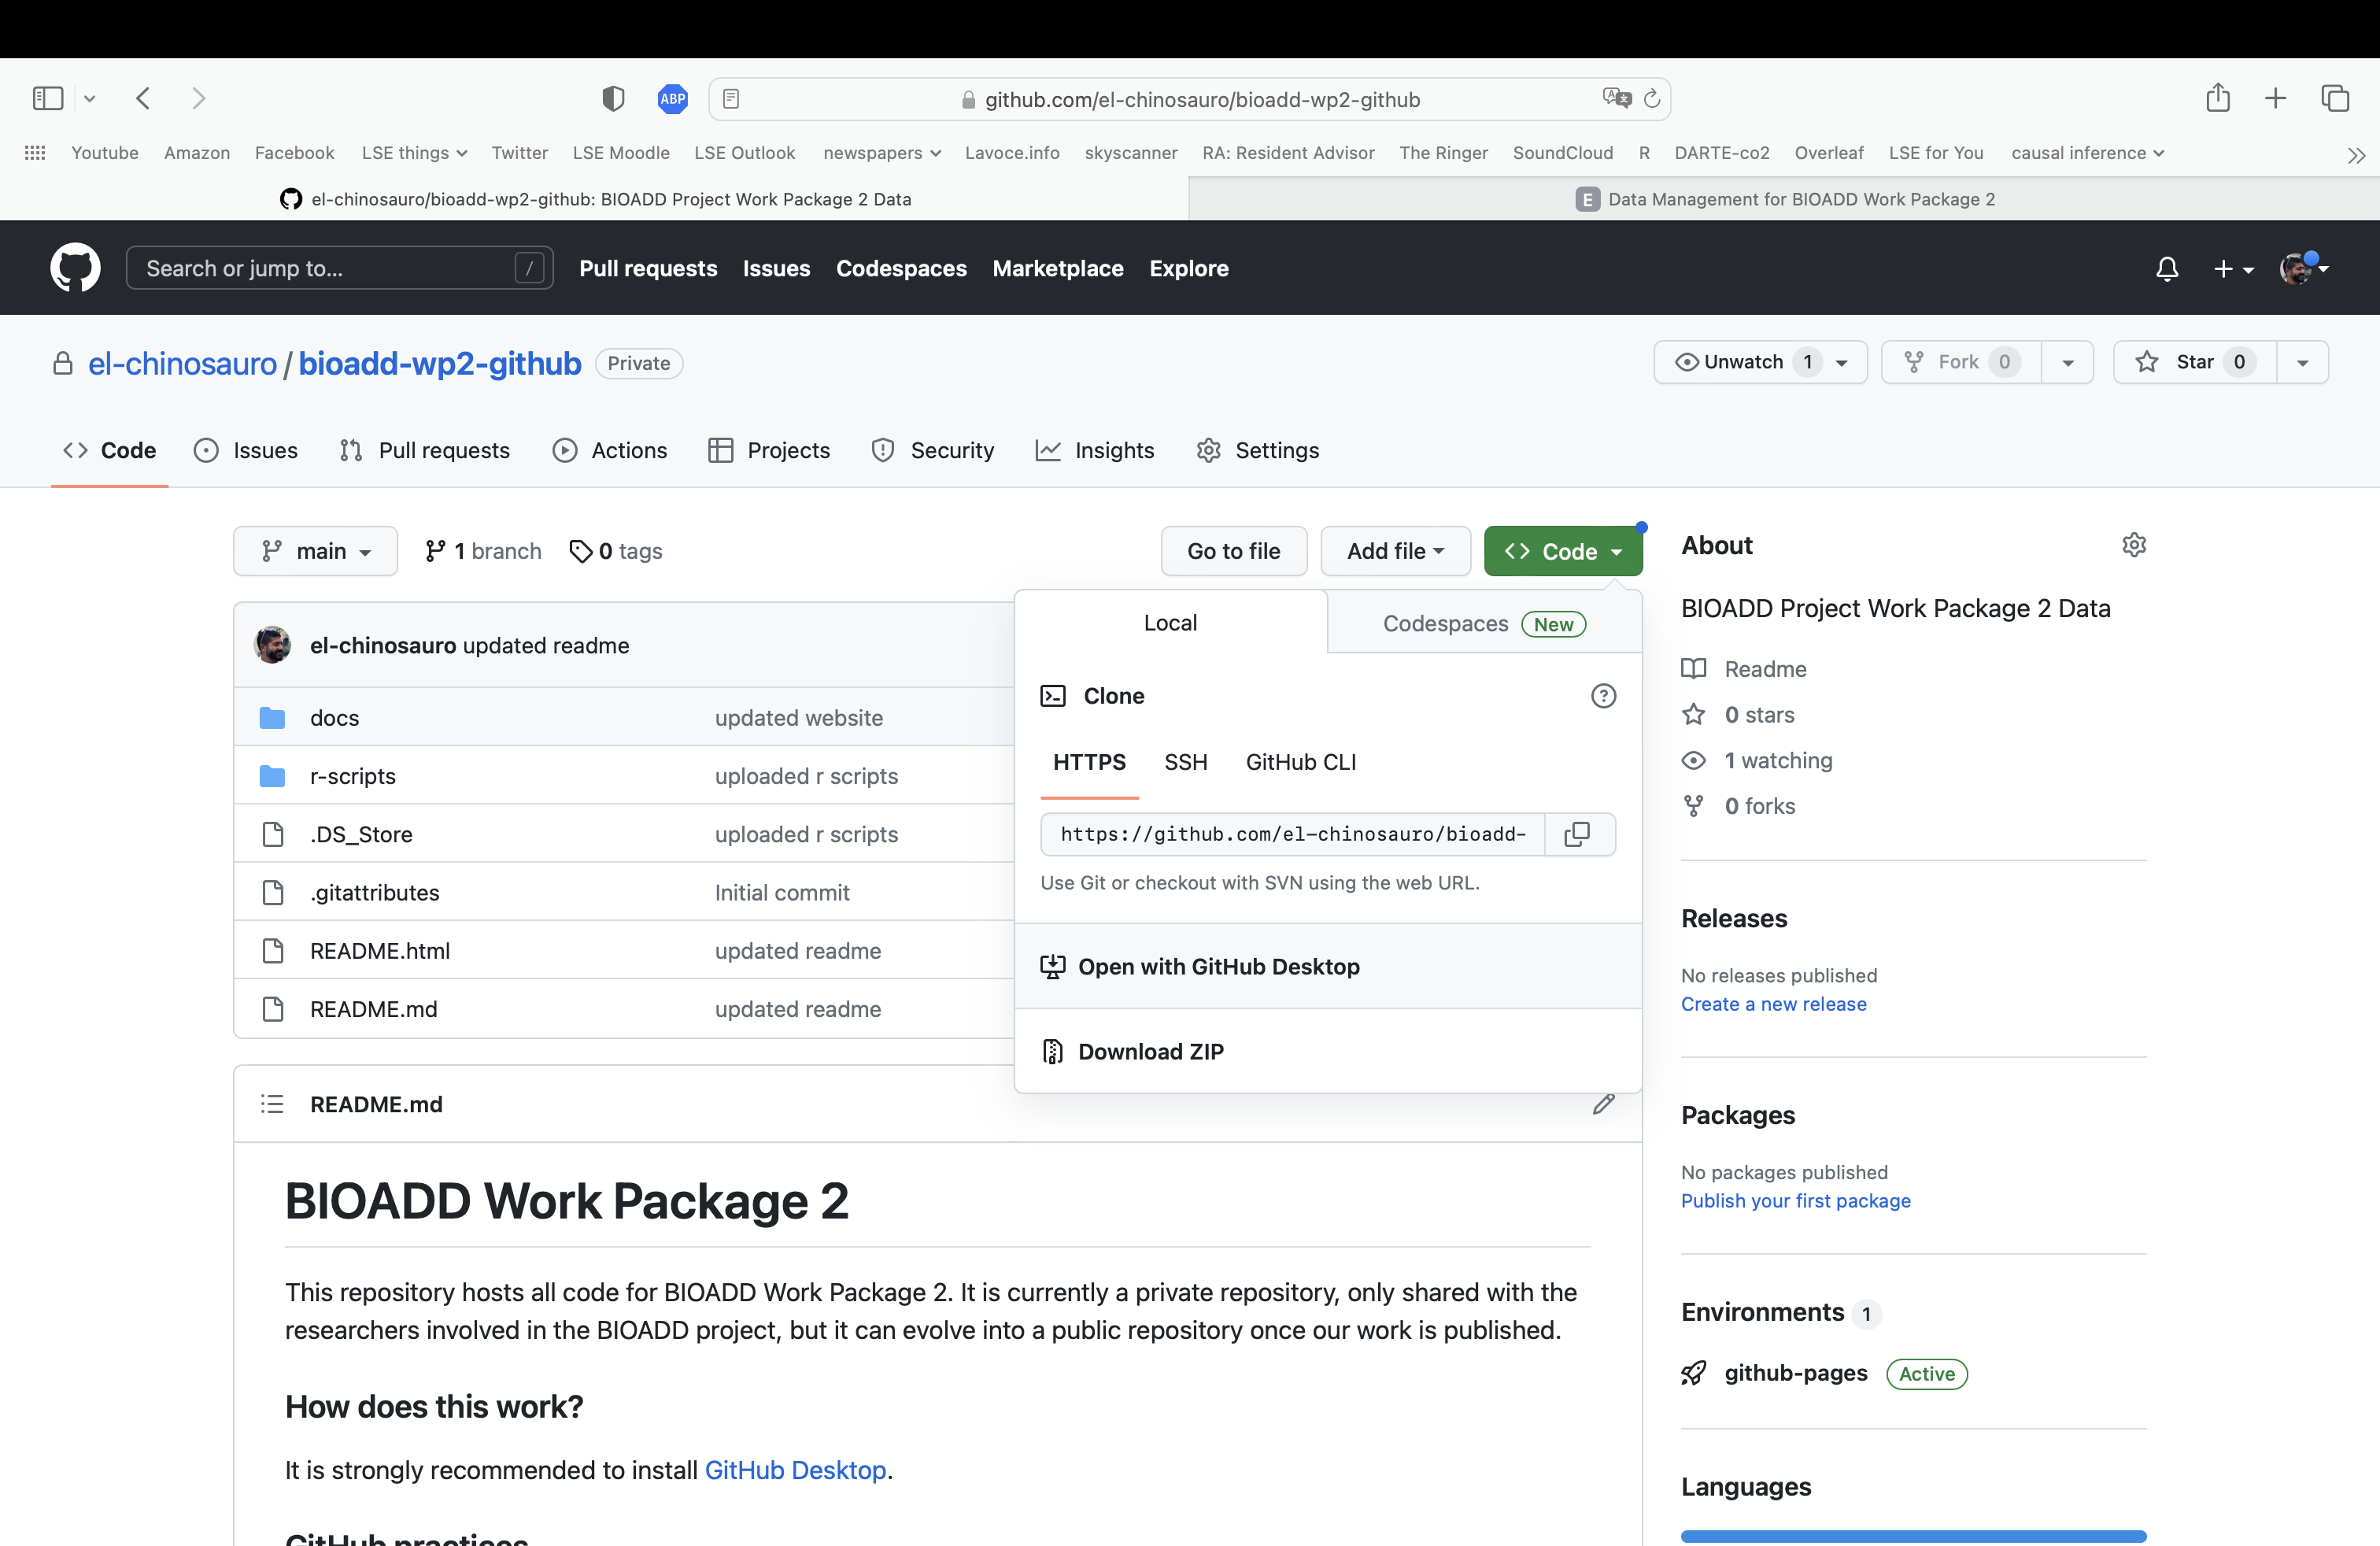 ABP
github.com/el-chinosauro/bioadd-wp2-github
Youtube Amazon Facebook LSE things Twitter LSE Moodle LSE Outlook newspapers Lavoce.info skyscanner RA: Resident Advisor The Ringer SoundCloud R DARTE-co2 Overleaf LSE for You causal inference
el-chinosauro/bioadd-wp2-github: BIOADD Project Work Package 2 Data
E Data Management for BIOADD Work Package 2
Search or jump to... / Pull requests Issues Codespaces Marketplace Explore
el-chinosauro / bioadd-wp2-github Private
Unwatch 1 Fork 0 Star 0
Code Issues Pull requests Actions Projects Security Insights Settings
main 1 branch 0 tags Go to file Add file Code
el-chinosauro updated readme
docs updated website
r-scripts uploaded r scripts
.DS_Store uploaded r scripts
.gitattributes Initial commit
README.html updated readme
README.md updated readme
Local Codespaces New
Clone
HTTPS SSH GitHub CLI
https://github.com/el-chinosauro/bioadd-
Use Git or checkout with SVN using the web URL.
Open with GitHub Desktop
Download ZIP
README.md
BIOADD Work Package 2
This repository hosts all code for BIOADD Work Package 2. It is currently a private repository, only shared with the
researchers involved in the BIOADD project, but it can evolve into a public repository once our work is published.
How does this work?
It is strongly recommended to install GitHub Desktop.
GitHub practices
About
BIOADD Project Work Package 2 Data
Readme
0 stars
1 watching
0 forks
Releases
No releases published
Create a new release
Packages
No packages published
Publish your first package
Environments 1
github-pages Active
Languages